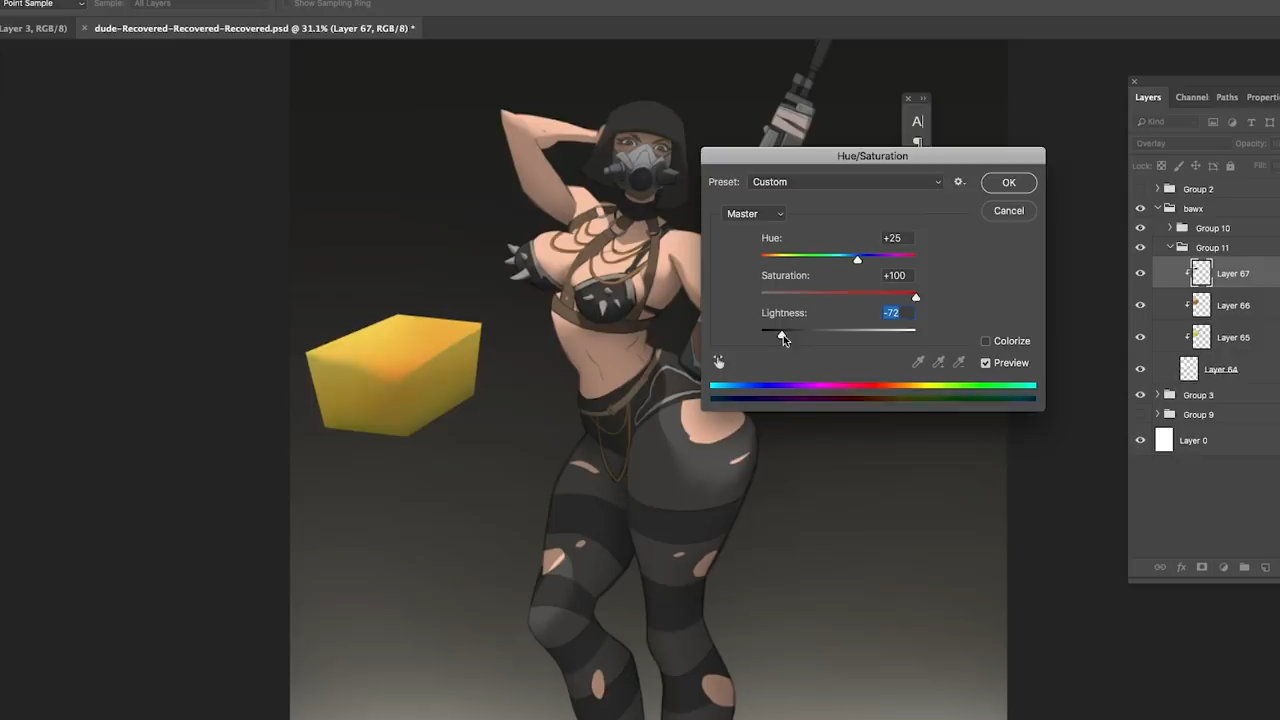 Point Sample
Sample:
All Layers
Show Sampling Ring
Layer 3, RGB/8)
dude-Recovered-Recovered-Recovered.psd @ 31.1% (Layer 67, RGB/8) *
Hue/Saturation
Preset:
Custom
OK
Cancel
Master
Hue:
+25
Saturation:
+100
Lightness:
-72
Colorize
Preview
Layers
Channel
Paths
Properti
Kind
Overlay
Opacity:
Lock:
Fill:
Group 2
bawx
Group 10
Group 11
Layer 67
Layer 66
Layer 65
Layer 64
Group 3
Group 9
Layer 0